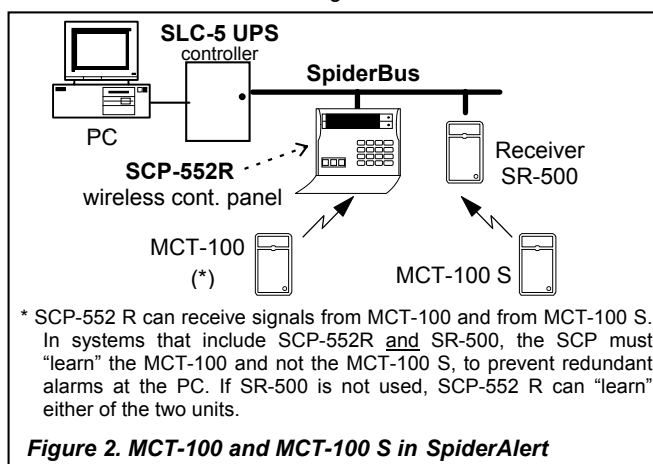 SLC-5 UPS
controller
SpiderBus
PC
SCP-552R
wireless cont. panel
Receiver
SR-500
MCT-100
(*)
MCT-100 S
* SCP-552 R can receive signals from MCT-100 and from MCT-100 S.
In systems that include SCP-552R and SR-500, the SCP must
“learn” the MCT-100 and not the MCT-100 S, to prevent redundant
alarms at the PC. If SR-500 is not used, SCP-552 R can “learn”
either of the two units.
Figure 2. MCT-100 and MCT-100 S in SpiderAlert